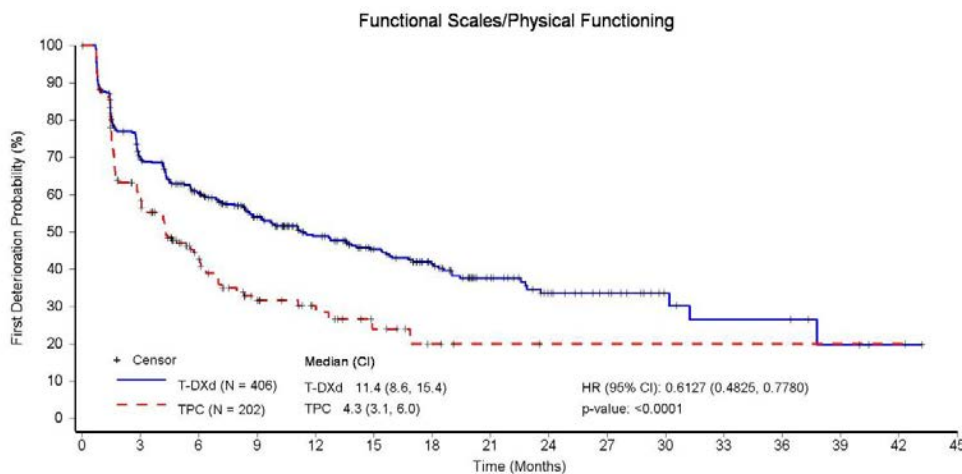 Functional Scales/Physical Functioning
First Deterioration Probability (%)
100
90
80
70
60
50
40
30
20
10
0
+ Censor
T-DXd (N = 406)
TPC (N = 202)
Median (CI)
T-DXd 11.4 (8.6, 15.4)
TPC 4.3 (3.1, 6.0)
HR (95% CI): 0.6127 (0.4825, 0.7780)
p-value: <0.0001
0 3 6 9 12 15 18 21 24 27 30 33 36 39 42 45
Time (Months)